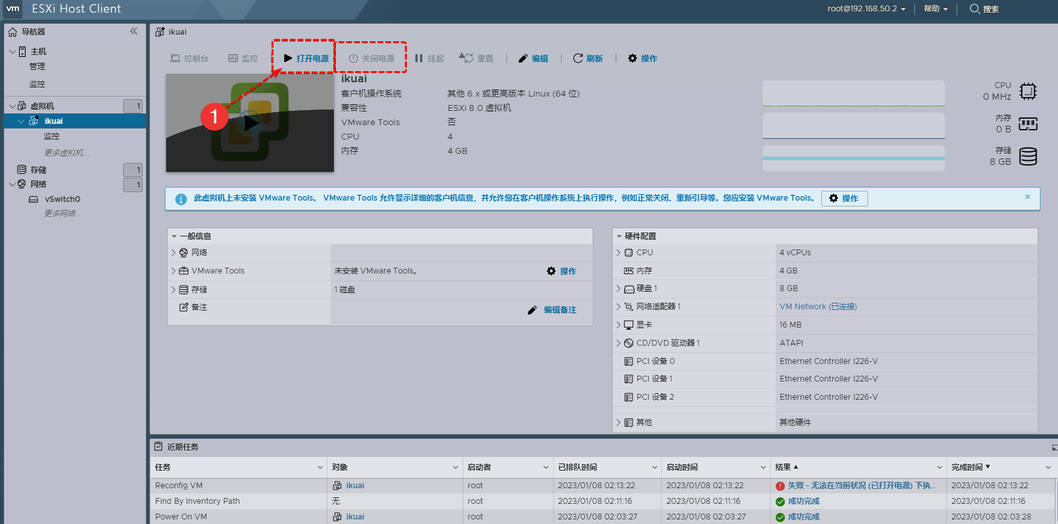 vm ESXi Host Client root@192.168.50.2 帮助 搜索
导航器
ikuai
主机
管理
监控
虚拟机 1
ikuai
监控
更多虚拟机...
存储 1
网络 1
vSwitch0
更多网络...
控制台 监控 打开电源 关闭电源 挂起 重置 编辑 刷新 操作
1
ikuai
客户机操作系统 其他 6.x 或更高版本 Linux (64 位)
兼容性 ESXi 8.0 虚拟机
VMware Tools 否
CPU 4
内存 4 GB
CPU
0 MHz
内存
0 B
存储
8 GB
此虚拟机上未安装 VMware Tools。 VMware Tools 允许显示详细的客户机信息，并允许您在客户机操作系统上执行操作，例如正常关闭、重新引导等。您应安装 VMware Tools。 操作
一般信息
网络
VMware Tools 未安装 VMware Tools。 操作
存储 1 磁盘
备注 编辑备注
硬件配置
CPU 4 vCPUs
内存 4 GB
硬盘 1 8 GB
网络适配器 1 VM Network (已连接)
显卡 16 MB
CD/DVD 驱动器 1 ATAPI
PCI 设备 0 Ethernet Controller I226-V
PCI 设备 1 Ethernet Controller I226-V
PCI 设备 2 Ethernet Controller I226-V
其他 其他硬件
近期任务
任务 对象 启动者 已排队时间 启动时间 结果 完成时间
Reconfig VM ikuai root 2023/01/08 02:13:22 2023/01/08 02:13:22 失败 - 无法在当前状况 (已打开电源) 下执... 2023/01/08 02:13:22
Find By Inventory Path 无 root 2023/01/08 02:11:16 2023/01/08 02:11:16 成功完成 2023/01/08 02:11:16
Power On VM ikuai root 2023/01/08 02:03:27 2023/01/08 02:03:27 成功完成 2023/01/08 02:03:28